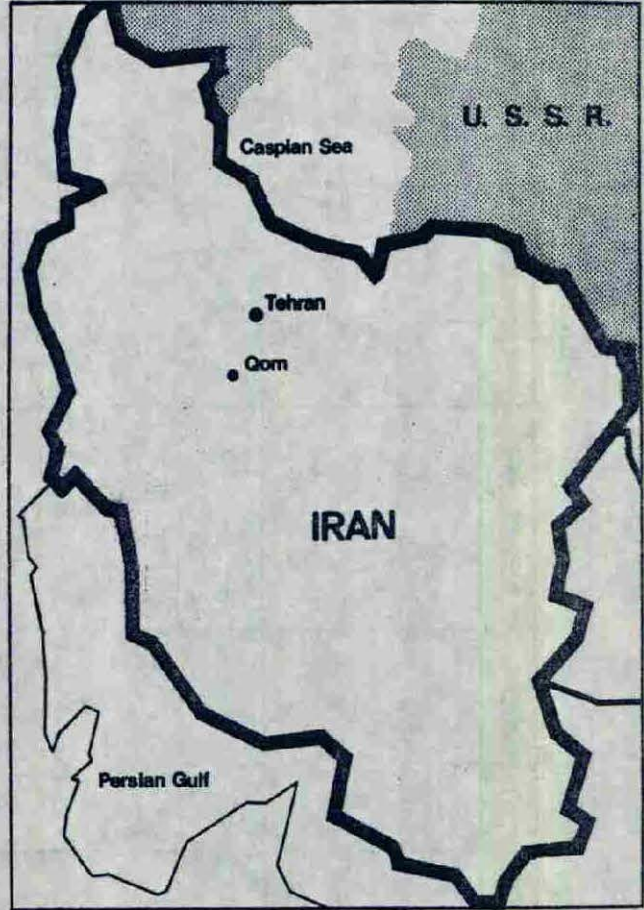 U. S. S. R.
Caspian Sea
Tehran
Qom
IRAN
Persian Gulf